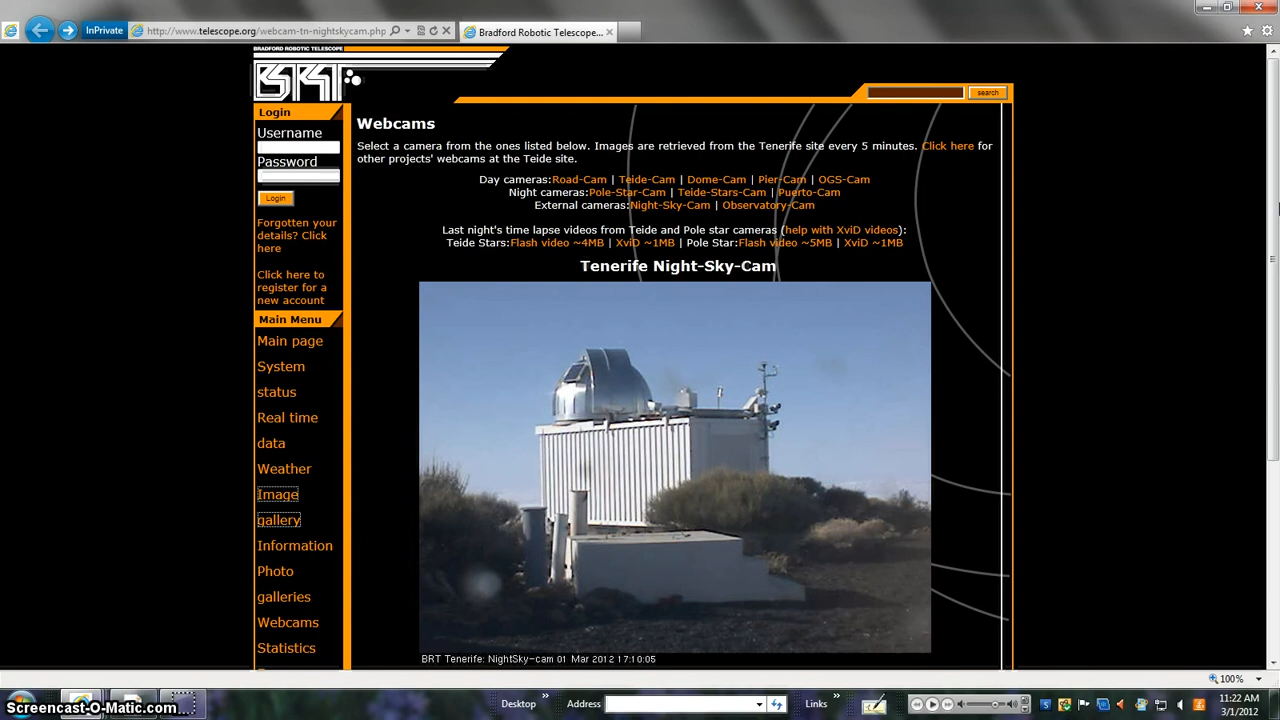 InPrivate
http://www.telescope.org/webcam-tn-nightskycam.php
Bradford Robotic Telescope...
BRADFORD ROBOTIC TELESCOPE
BRT
search
Login
Username
Password
Login
Forgotten your
details? Click
here
Click here to
register for a
new account
Main Menu
Main page
System
status
Real time
data
Weather
Image
gallery
Information
Photo
galleries
Webcams
Statistics
Webcams
Select a camera from the ones listed below. Images are retrieved from the Tenerife site every 5 minutes. Click here for
other projects' webcams at the Teide site.
Day cameras:Road-Cam | Teide-Cam | Dome-Cam | Pier-Cam | OGS-Cam
Night cameras:Pole-Star-Cam | Teide-Stars-Cam | Puerto-Cam
External cameras:Night-Sky-Cam | Observatory-Cam
Last night's time lapse videos from Teide and Pole star cameras (help with XviD videos):
Teide Stars:Flash video ~4MB | XviD ~1MB | Pole Star:Flash video ~5MB | XviD ~1MB
Tenerife Night-Sky-Cam
BRT Tenerife: NightSky-cam 01 Mar 2012 17:10:05
100%
Screencast-O-Matic.com
Desktop
Address
Links
11:22 AM
3/1/2012